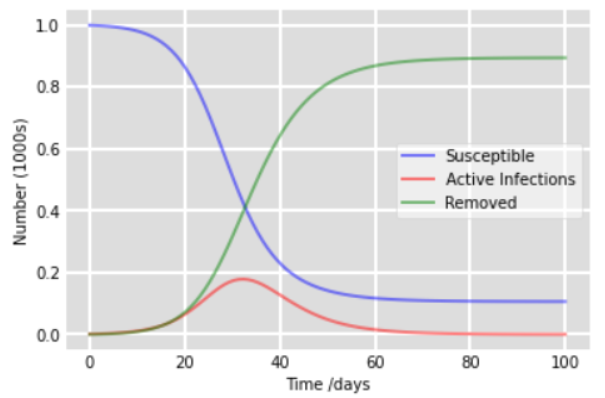 1.0
0.8
0.6
0.4
0.2
0.0
Number (1000s)
Susceptible
Active Infections
Removed
0 20 40 60 80 100
Time /days